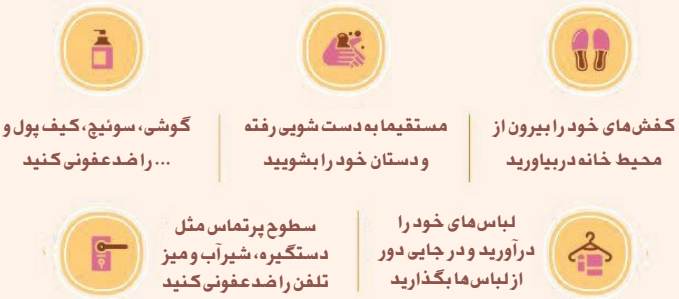 کفش‌های خود را بیرون از
محیط خانه دربیاورید
مستقیما به دست شویی رفته
و دستان خود را بشویید
گوشی، سوئیچ، کیف پول و
... را ضدعفونی کنید
لباس‌های خود را
درآورید و در جایی دور
از لباس‌ها بگذارید
سطوح پرتماس مثل
دستگیره، شیرآب و میز
تلفن را ضدعفونی کنید